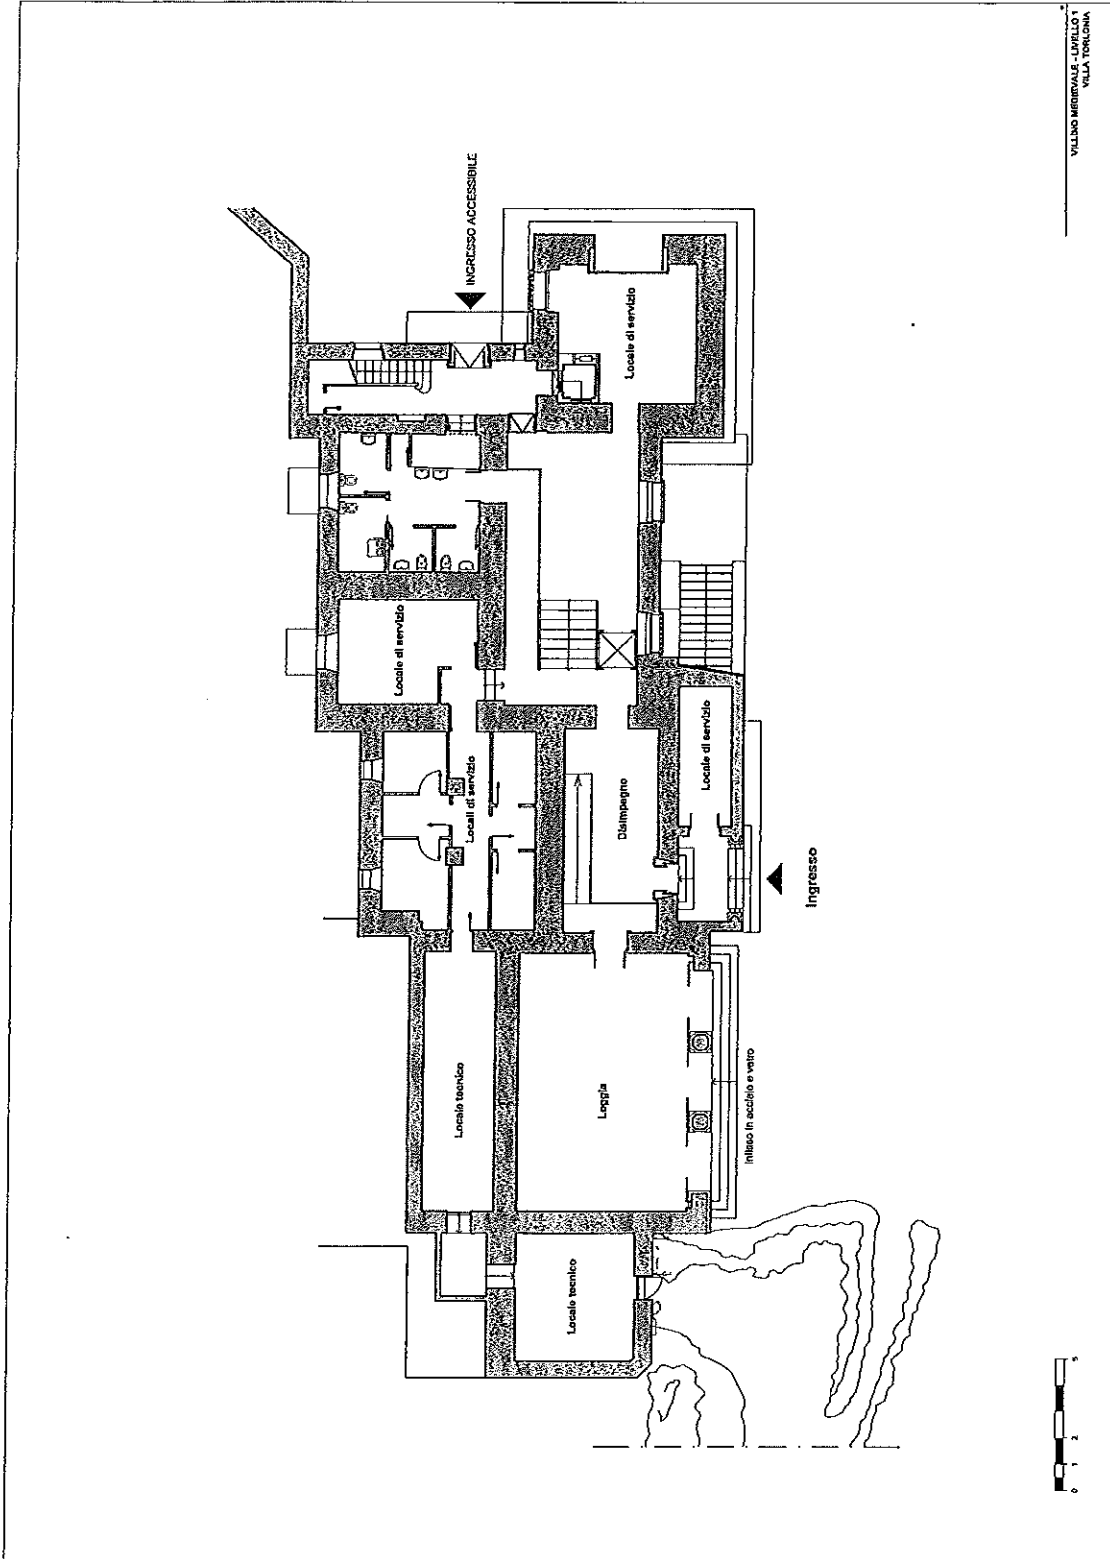 VILLINO MEDIEVALE - LIVELLO 1
VILLA TORLONIA
INGRESSO ACCESSIBILE
Locale di servizio
Locale di servizio
Locali di servizio
Locale di servizio
Disimpegno
Ingresso
Locale tecnico
Loggia
Infisso in acciaio e vetro
Locale tecnico
0 1 2 5